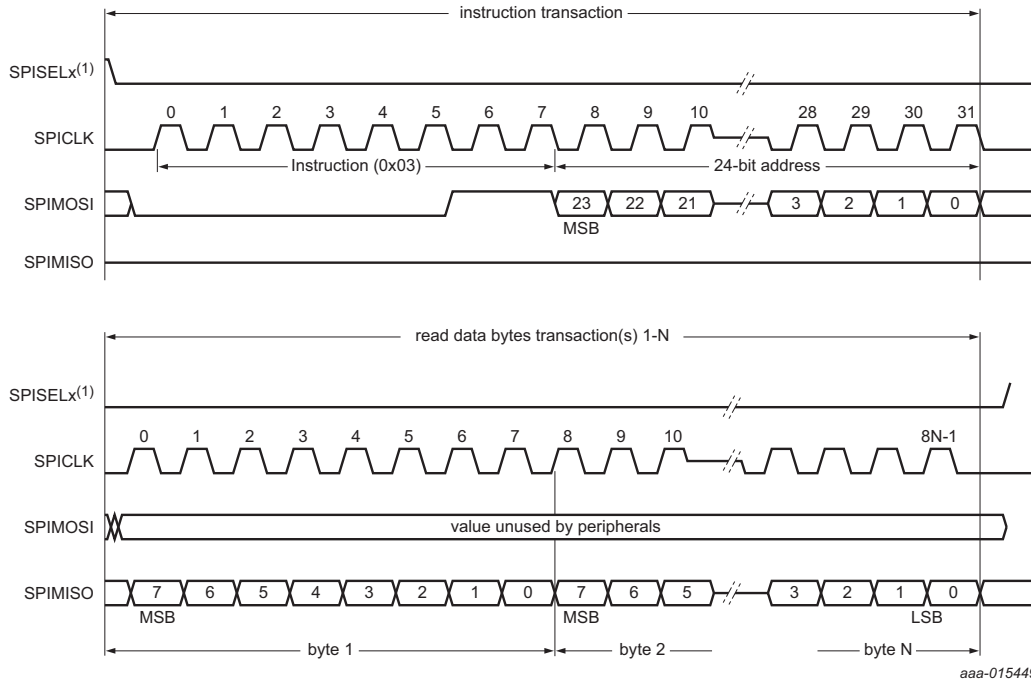 instruction transaction
SPISELx(1)
0 1 2 3 4 5 6 7 8 9 10 28 29 30 31
SPICLK
Instruction (0x03) 24-bit address
SPIMOSI 23 22 21 3 2 1 0
MSB
SPIMISO
read data bytes transaction(s) 1-N
SPISELx(1)
0 1 2 3 4 5 6 7 8 9 10 8N-1
SPICLK
SPIMOSI value unused by peripherals
SPIMISO 7 6 5 4 3 2 1 0 7 6 5 3 2 1 0
MSB MSB LSB
byte 1 byte 2 byte N
aaa-015449